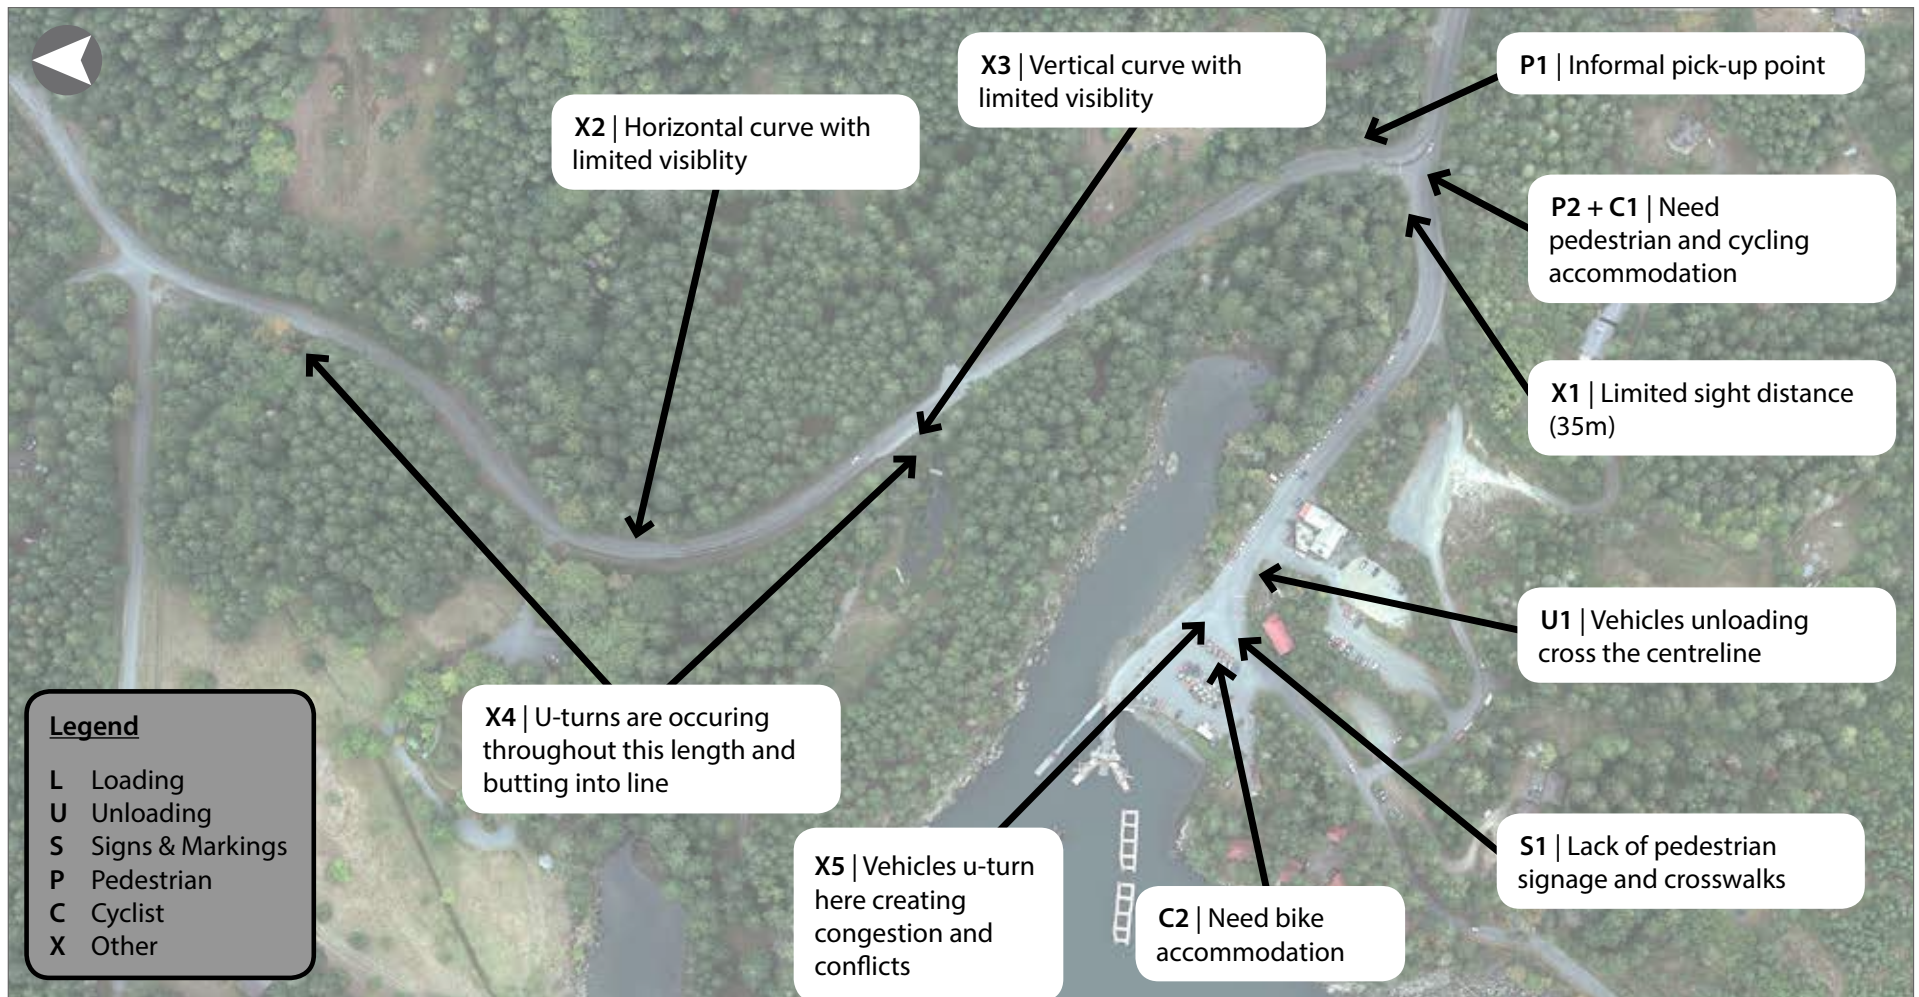 X3 | Vertical curve with
limited visiblity
P1 | Informal pick-up point
X2 | Horizontal curve with
limited visiblity
P2 + C1 | Need
pedestrian and cycling
accommodation
X1 | Limited sight distance
(35m)
U1 | Vehicles unloading
cross the centreline
X4 | U-turns are occuring
throughout this length and
butting into line
S1 | Lack of pedestrian
signage and crosswalks
X5 | Vehicles u-turn
here creating
congestion and
conflicts
C2 | Need bike
accommodation
Legend
L Loading
U Unloading
S Signs & Markings
P Pedestrian
C Cyclist
X Other